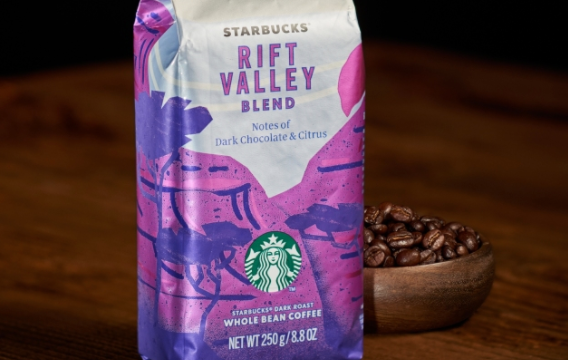 STARBUCKS™
RIFT
VALLEY
BLEND
Notes of
Dark Chocolate & Citrus
STARBUCKS® DARK ROAST
WHOLE BEAN COFFEE
NET WT 250 g/8.8 OZ